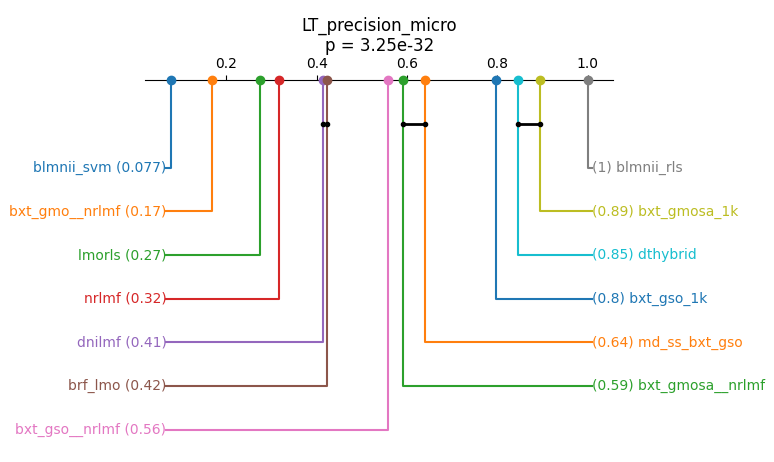 LT_precision_micro
p = 3.25e-32
0.2 0.4 0.6 0.8 1.0
blmnii_svm (0.077)
(1) blmnii_rls
bxt_gmo__nrlmf (0.17)
(0.89) bxt_gmosa_1k
lmorls (0.27)
(0.85) dthybrid
nrlmf (0.32)
(0.8) bxt_gso_1k
dnilmf (0.41)
(0.64) md_ss_bxt_gso
brf_lmo (0.42)
(0.59) bxt_gmosa__nrlmf
bxt_gso__nrlmf (0.56)